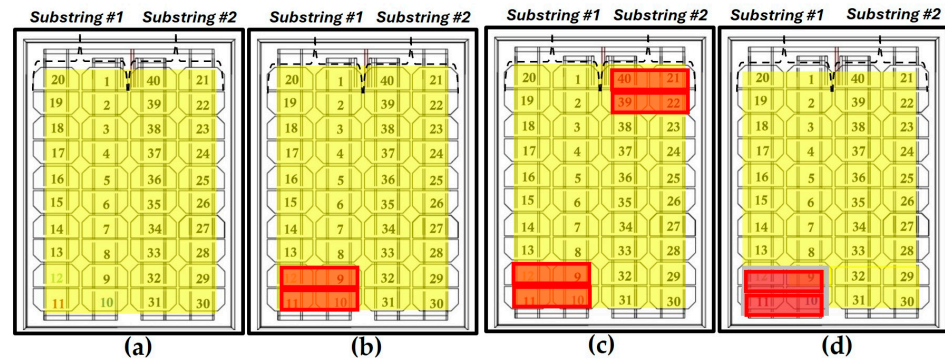 Substring #1 Substring #2 Substring #1 Substring #2 Substring #1 Substring #2 Substring #1 Substring #2
20 1 40 21 20 1 40 21 20 1 40 21 20 1 40 21
19 2 39 22 19 2 39 22 19 2 39 22 19 2 39 22
18 3 38 23 18 3 38 23 18 3 38 23 18 3 38 23
17 4 37 24 17 4 37 24 17 4 37 24 17 4 37 24
16 5 36 25 16 5 36 25 16 5 36 25 16 5 36 25
15 6 35 26 15 6 35 26 15 6 35 26 15 6 35 26
14 7 34 27 14 7 34 27 14 7 34 27 14 7 34 27
13 8 33 28 13 8 33 28 13 8 33 28 13 8 33 28
12 9 32 29 12 9 32 29 12 9 32 29 12 9 32 29
11 10 31 30 11 10 31 30 11 10 31 30 11 10 31 30
(a) (b) (c) (d)